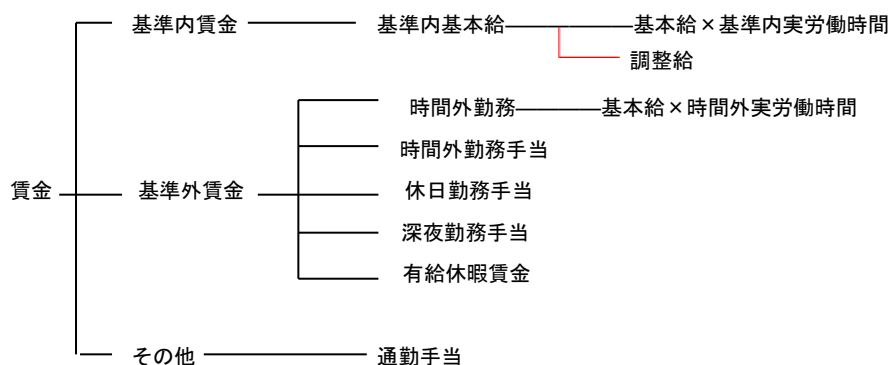 基準内賃金 基準内基本給 基本給×基準内実労働時間
調整給
時間外勤務 基本給×時間外実労働時間
時間外勤務手当
賃金 基準外賃金 休日勤務手当
深夜勤務手当
有給休暇賃金
その他 通勤手当